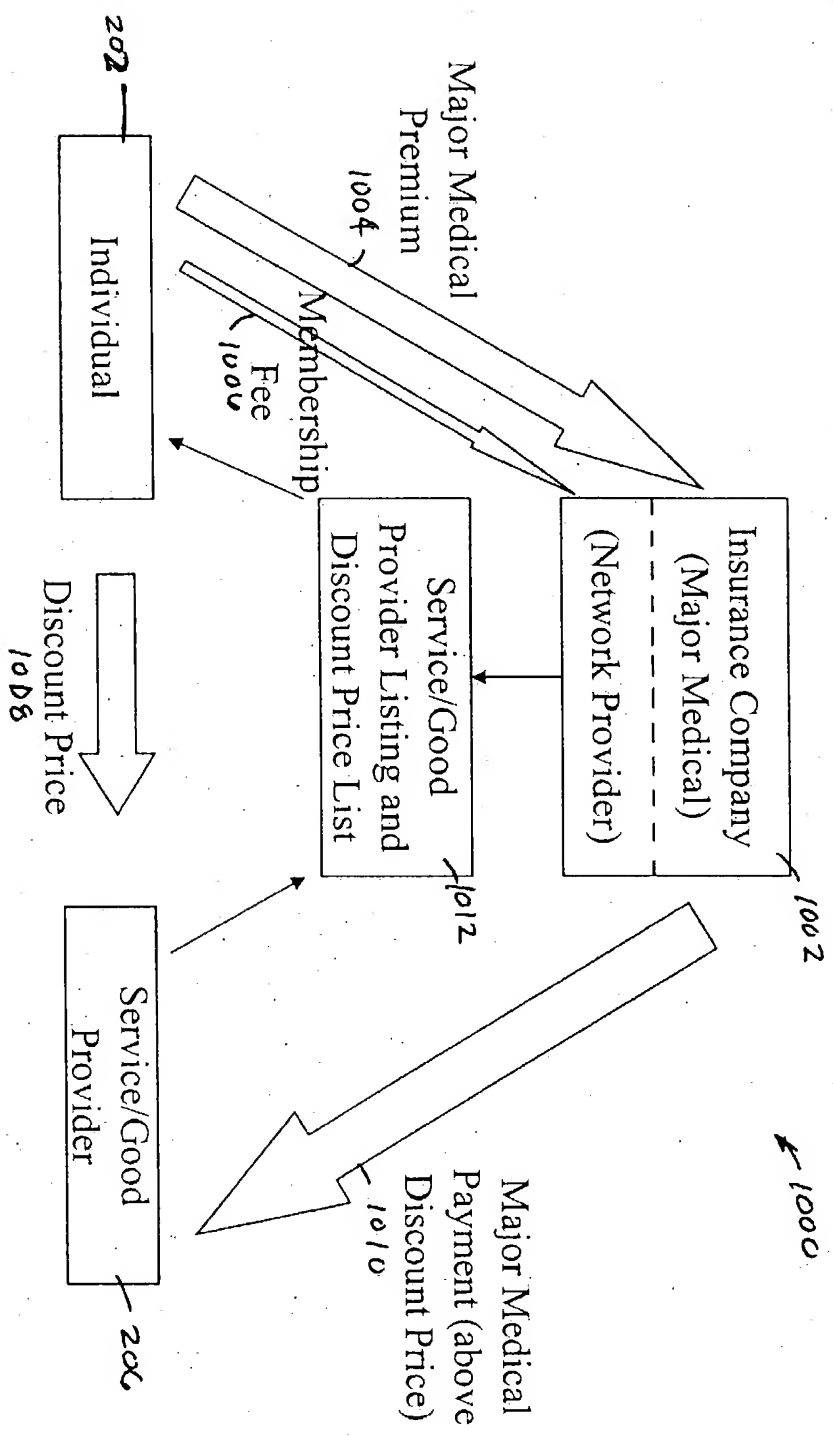 1000
Insurance Company
(Major Medical)
(Network Provider)
1002
Major Medical
Premium
1004
Membership
Fee
1006
Service/Good
Provider Listing and
Discount Price List
1012
Major Medical
Payment (above
Discount Price)
1010
202
Individual
Discount Price
1008
Service/Good
Provider
206